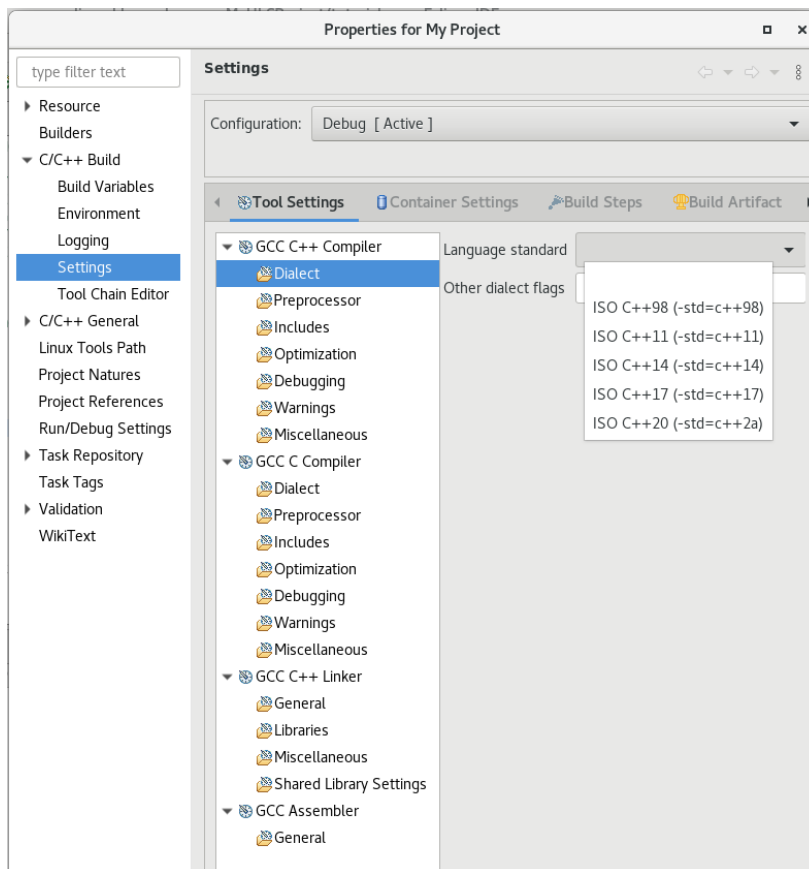 Properties for My Project
type filter text
Resource
Builders
C/C++ Build
Build Variables
Environment
Logging
Settings
Tool Chain Editor
C/C++ General
Linux Tools Path
Project Natures
Project References
Run/Debug Settings
Task Repository
Task Tags
Validation
WikiText
Settings
Configuration:
Debug [ Active ]
Tool Settings
Container Settings
Build Steps
Build Artifact
GCC C++ Compiler
Dialect
Preprocessor
Includes
Optimization
Debugging
Warnings
Miscellaneous
GCC C Compiler
Dialect
Preprocessor
Includes
Optimization
Debugging
Warnings
Miscellaneous
GCC C++ Linker
General
Libraries
Miscellaneous
Shared Library Settings
GCC Assembler
General
Language standard
Other dialect flags
ISO C++98 (-std=c++98)
ISO C++11 (-std=c++11)
ISO C++14 (-std=c++14)
ISO C++17 (-std=c++17)
ISO C++20 (-std=c++2a)